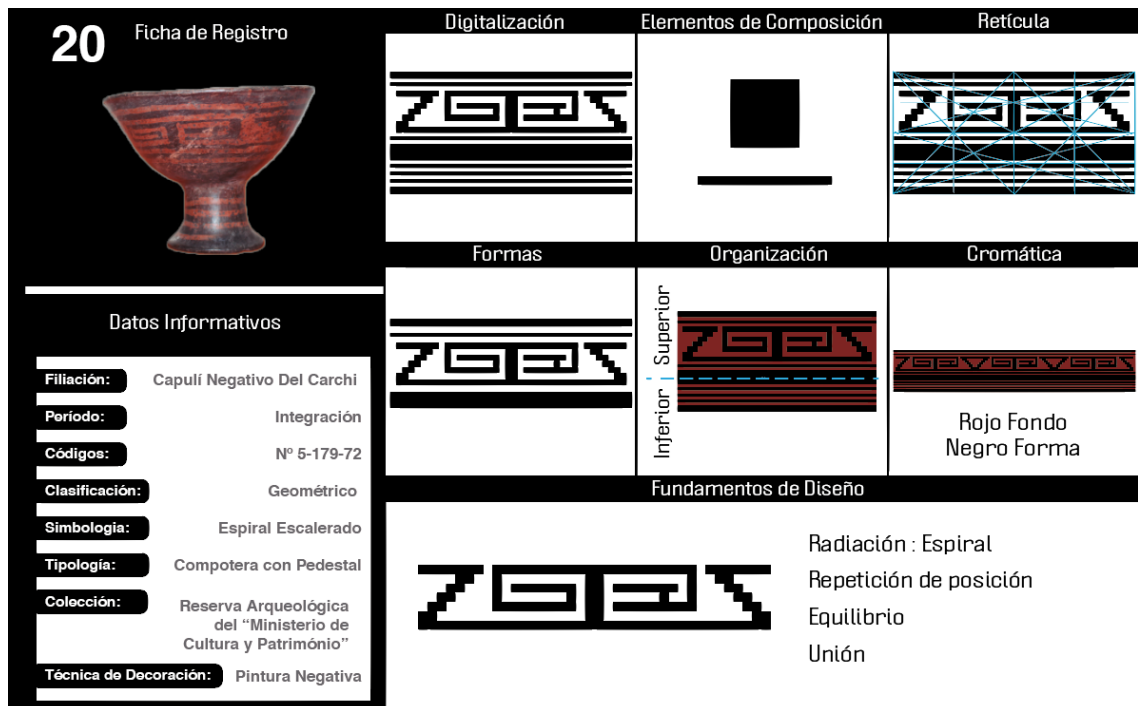 20
Ficha de Registro
Datos Informativos
Filiación: Capulí Negativo Del Carchi
Período: Integración
Códigos: Nº 5-179-72
Clasificación: Geométrico
Simbologia: Espiral Escalerado
Tipología: Compotera con Pedestal
Colección: Reserva Arqueológica
del “Ministerio de
Cultura y Património”
Técnica de Decoración: Pintura Negativa
Digitalización
Elementos de Composición
Retícula
Formas
Organización
Superior
Inferior
Cromática
Rojo Fondo
Negro Forma
Fundamentos de Diseño
Radiación : Espiral
Repetición de posición
Equilibrio
Unión